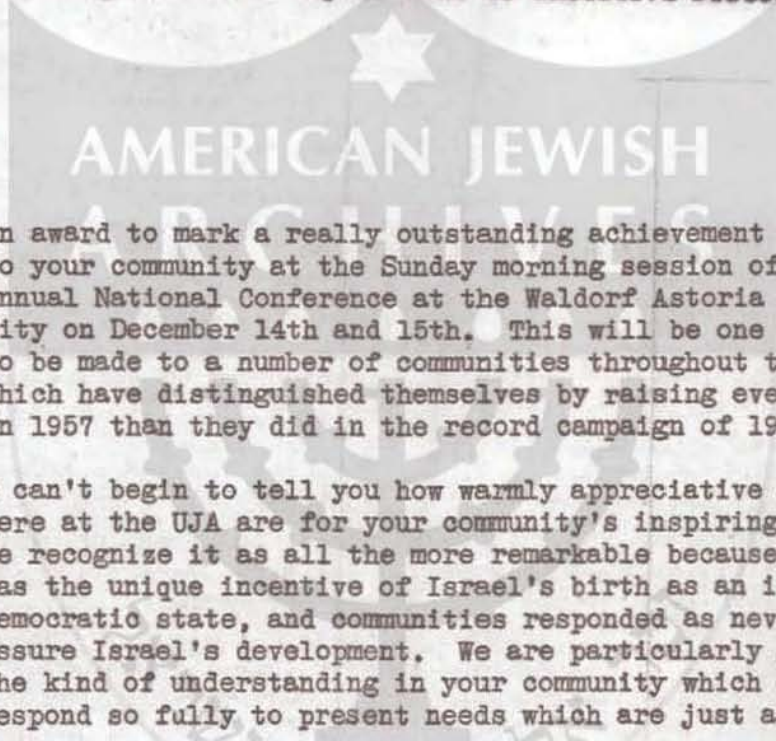 AMERICAN JEWISH
ARCHIVES
n award to mark a really outstanding achievement
o your community at the Sunday morning session of
nnual National Conference at the Waldorf Astoria
ity on December 14th and 15th. This will be one
o be made to a number of communities throughout t
hich have distinguished themselves by raising eve
n 1957 than they did in the record campaign of 19
can't begin to tell you how warmly appreciative
ere at the UJA are for your community's inspiring
e recognize it as all the more remarkable because
as the unique incentive of Israel's birth as an i
emocratic state, and communities responded as nev
ssure Israel's development. We are particularly
he kind of understanding in your community which
espond so fully to present needs which are just a